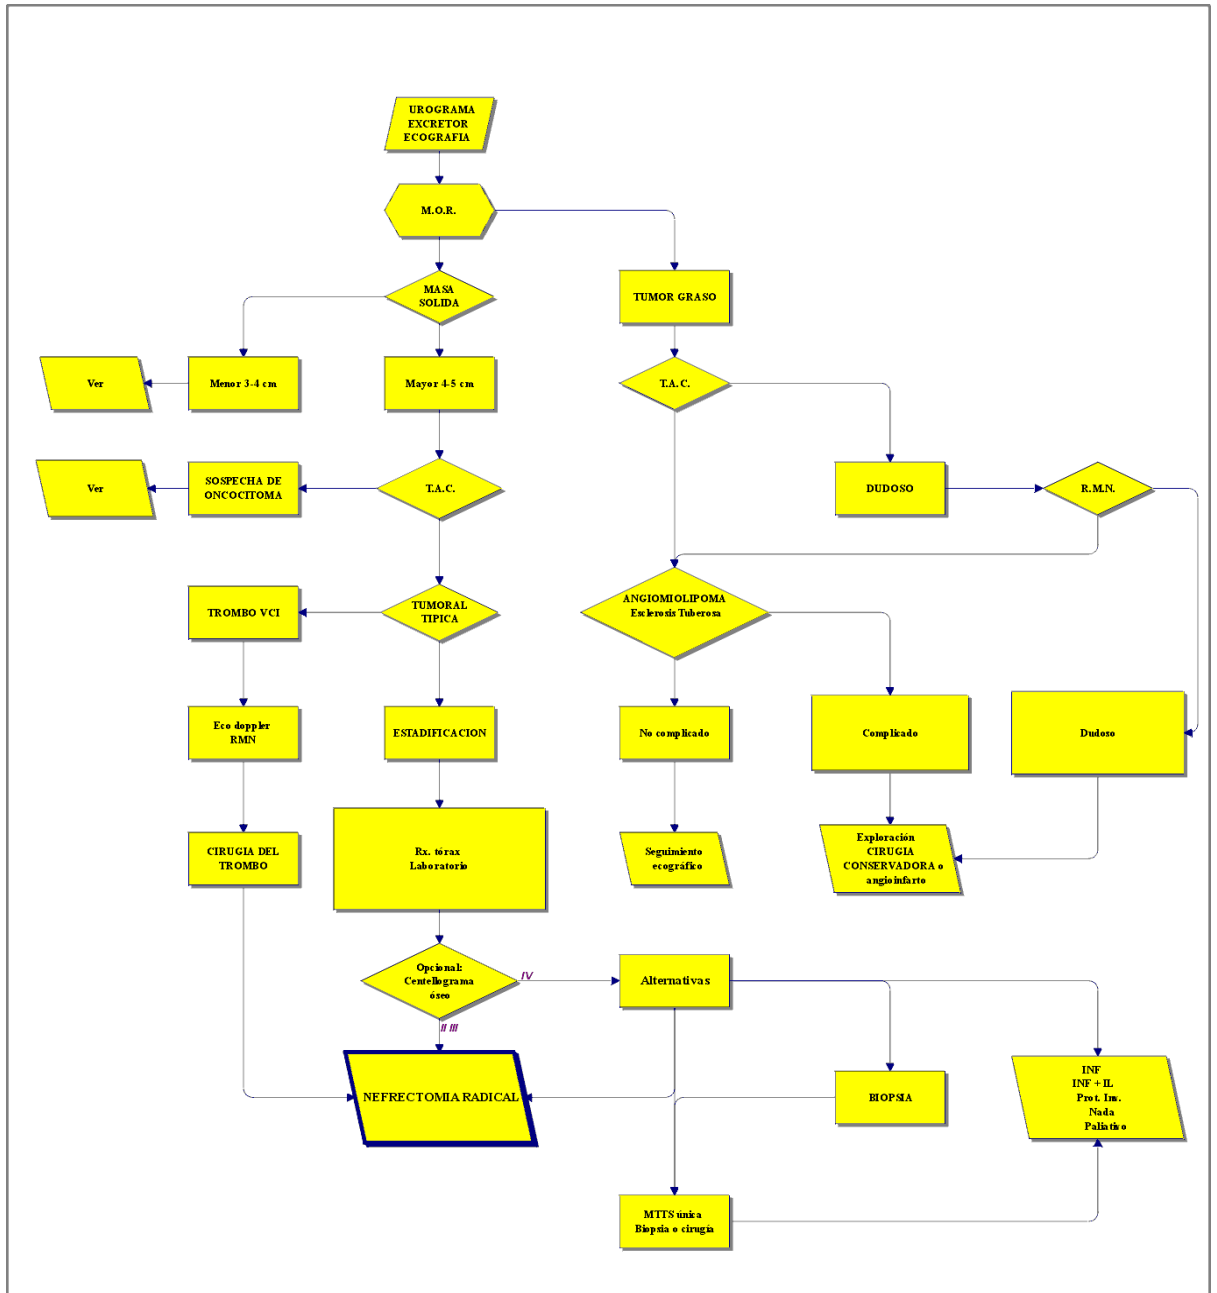 UROGRAMA
EXCRETOR
ECOGRAFIA
M.O.R.
MASA
SOLIDA
TUMOR GRASO
Ver
Menor 3-4 cm
Mayor 4-5 cm
T.A.C.
Ver
SOSPECHA DE
ONCOCITOMA
T.A.C.
DUDOSO
R.M.N.
TROMBO VCI
TUMORAL
TIPICA
ANGIOMIOLIPOMA
Esclerosis Tuberosa
Eco doppler
RMN
ESTADIFICACION
No complicado
Complicado
Dudoso
CIRUGIA DEL
TROMBO
Rx. tórax
Laboratorio
Seguimiento
ecográfico
Exploración
CIRUGIA
CONSERVADORA o
angioinfarto
Opcional:
Centellograma
óseo
IV
Alternativas
II III
NEFRECTOMIA RADICAL
BIOPSIA
INF
INF + IL
Prot. Inv.
Nada
Paliativo
MTTS única
Biopsia o cirugía